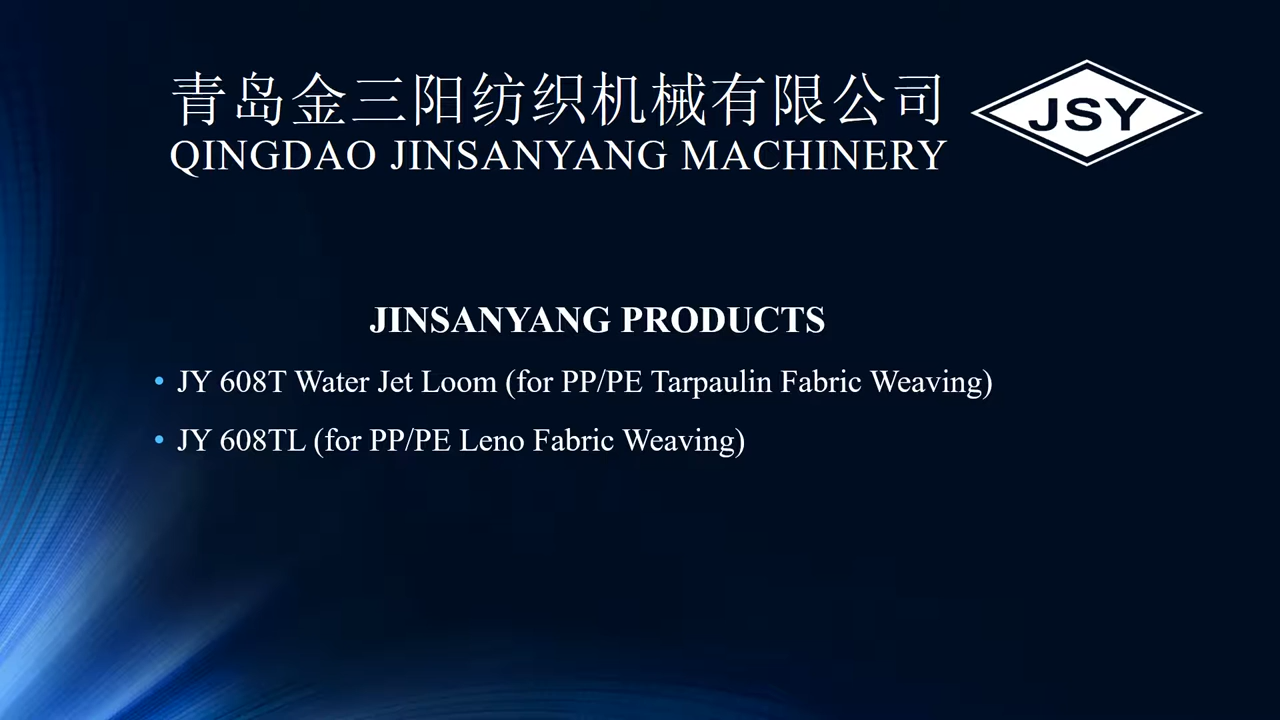 青岛金三阳纺织机械有限公司
JSY
QINGDAO JINSANYANG MACHINERY
JINSANYANG PRODUCTS
• JY 608T Water Jet Loom (for PP/PE Tarpaulin Fabric Weaving)
• JY 608TL (for PP/PE Leno Fabric Weaving)